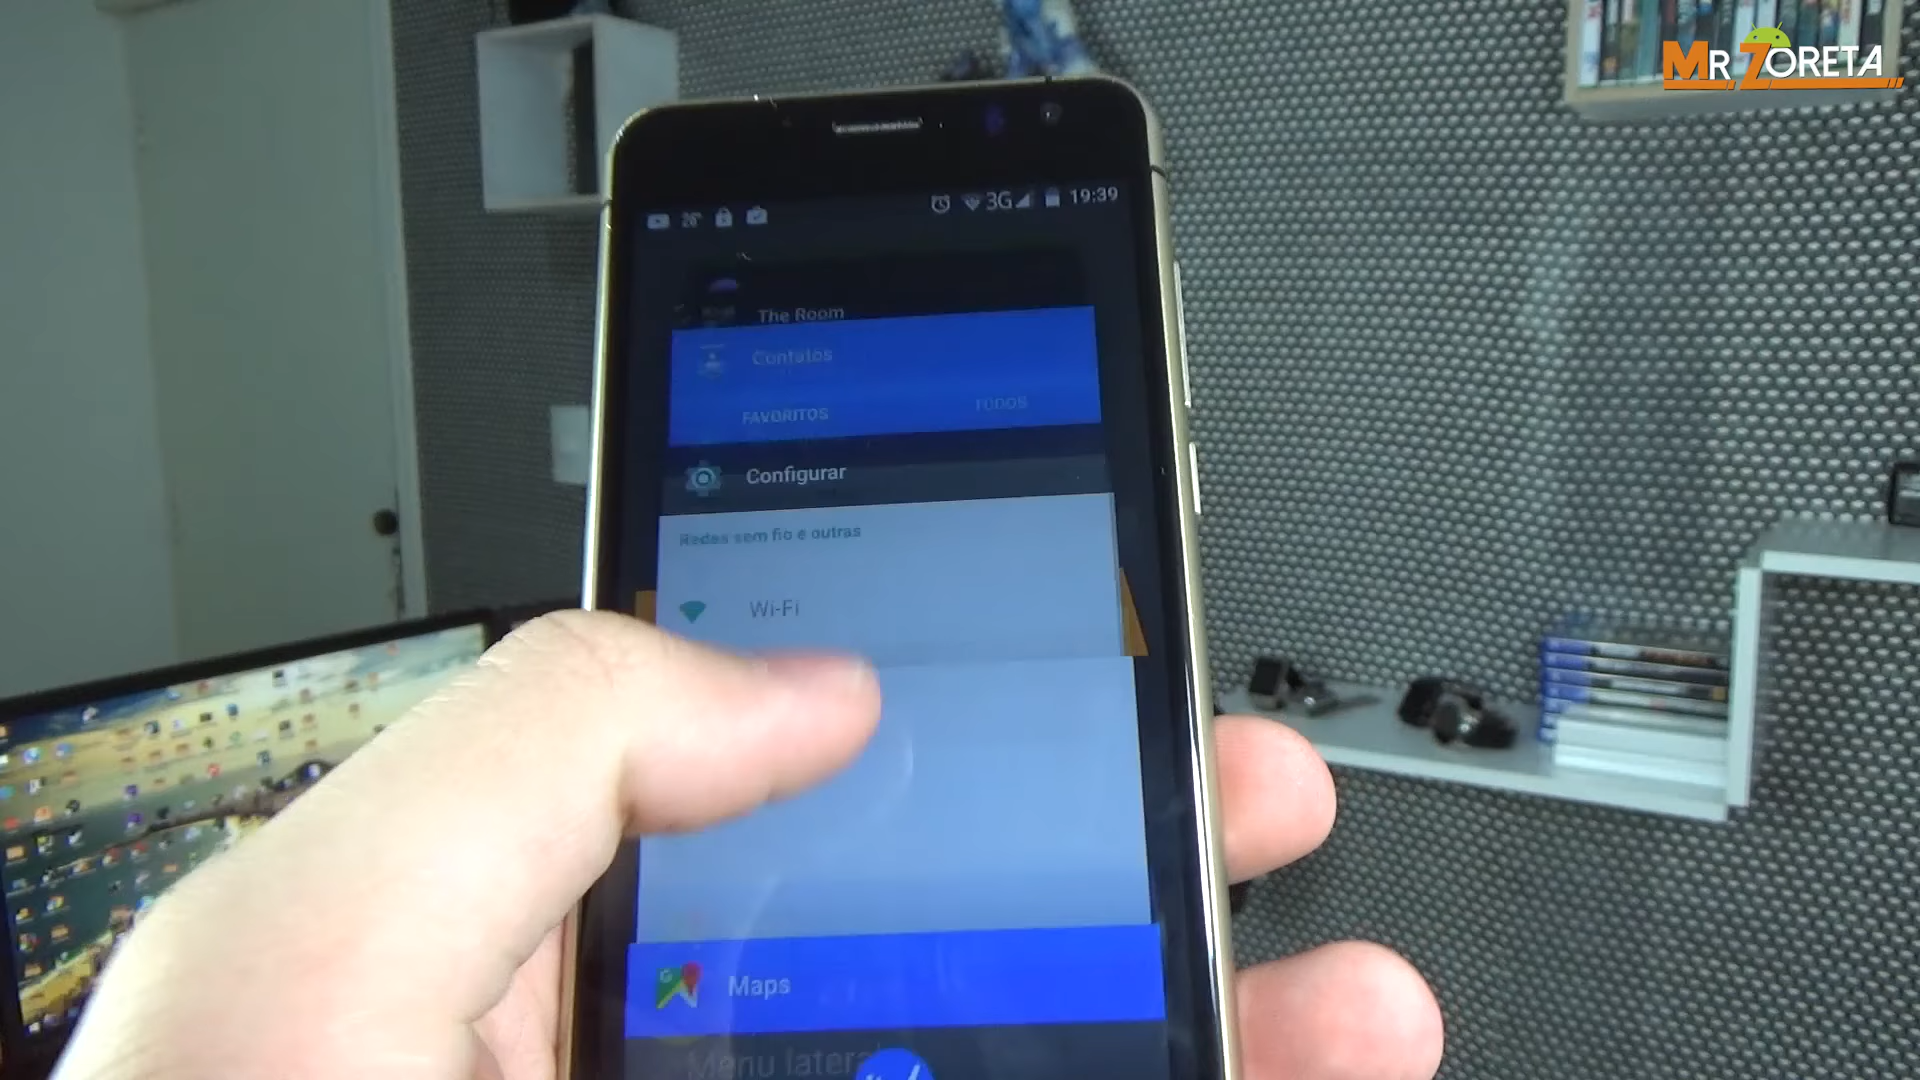 MR ZORETA
28°
3G
19:39
The Room
Contatos
FAVORITOS
TODOS
Configurar
Redes sem fio e outras
Wi-Fi
Maps
Menu lateral